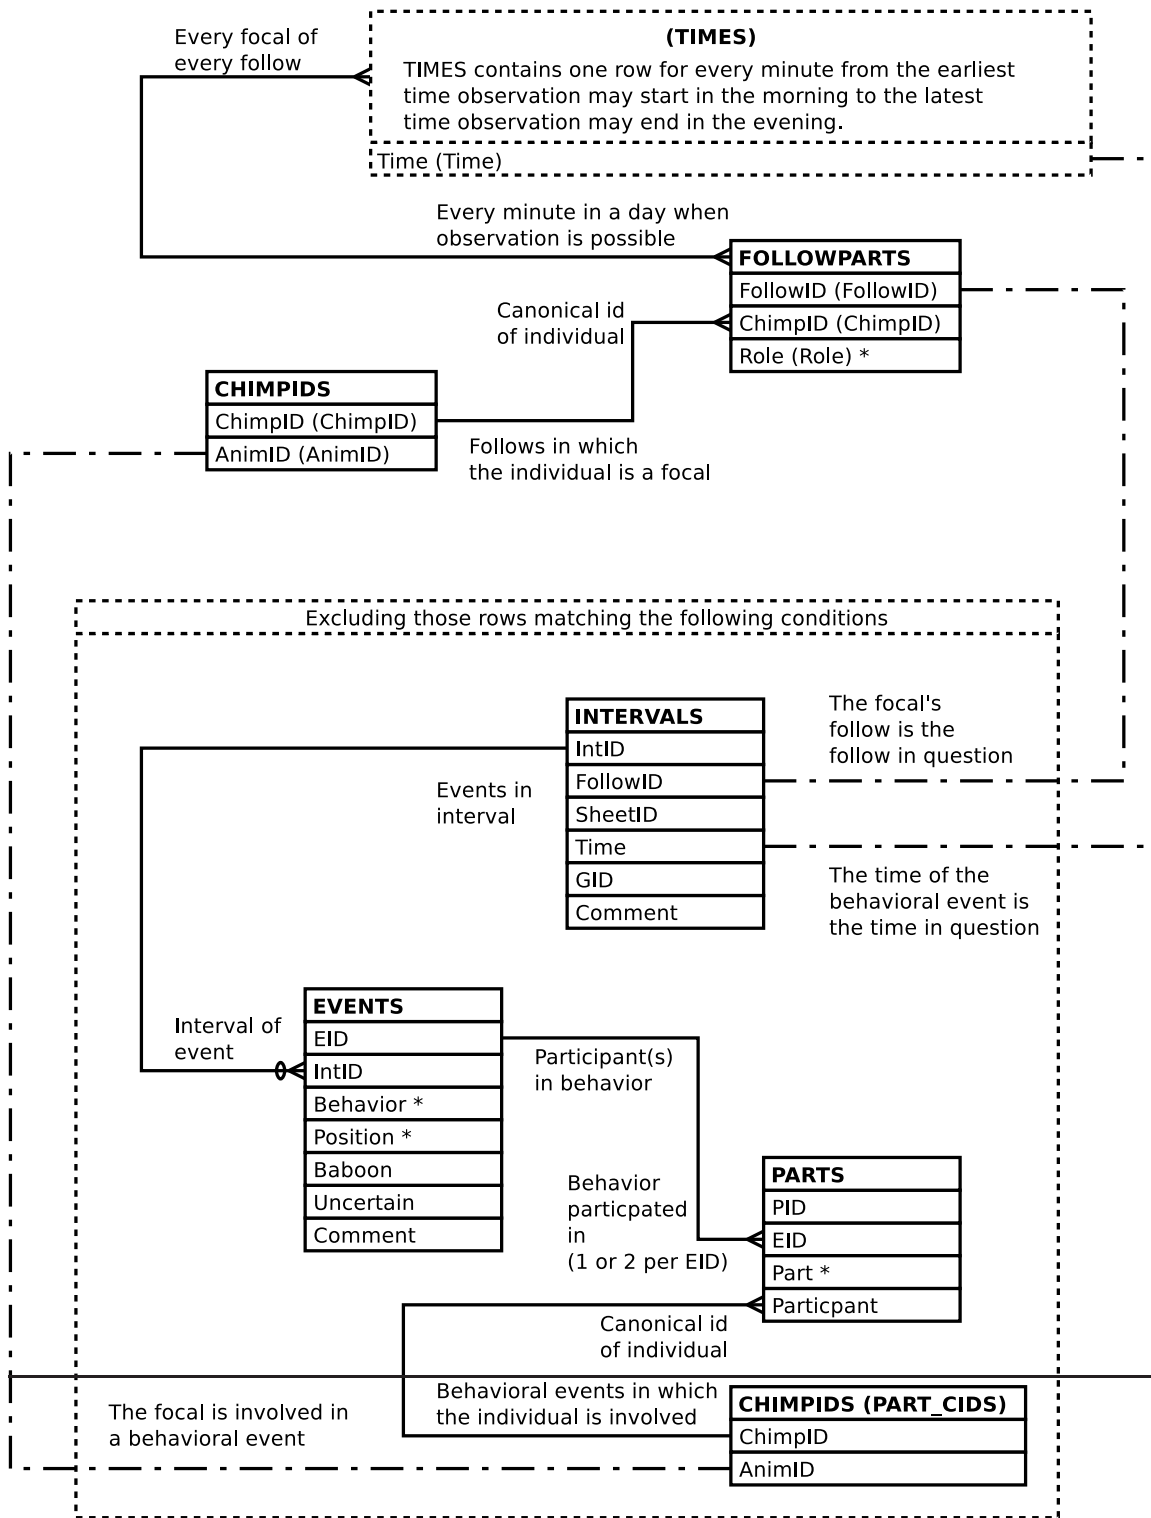 Every focal of
every follow
(TIMES)
TIMES contains one row for every minute from the earliest
time observation may start in the morning to the latest
time observation may end in the evening.
Time (Time)
Every minute in a day when
observation is possible
FOLLOWPARTS
FollowID (FollowID)
ChimpID (ChimpID)
Role (Role) *
Canonical id
of individual
CHIMPIDS
ChimpID (ChimpID)
AnimID (AnimID)
Follows in which
the individual is a focal
Excluding those rows matching the following conditions
INTERVALS
IntID
FollowID
SheetID
Time
GID
Comment
The focal's
follow is the
follow in question
Events in
interval
The time of the
behavioral event is
the time in question
EVENTS
EID
IntID
Behavior *
Position *
Baboon
Uncertain
Comment
Interval of
event
Participant(s)
in behavior
Behavior
particpated
in
(1 or 2 per EID)
PARTS
PID
EID
Part *
Particpant
Canonical id
of individual
Behavioral events in which
the individual is involved
CHIMPIDS (PART_CIDS)
ChimpID
AnimID
The focal is involved in
a behavioral event